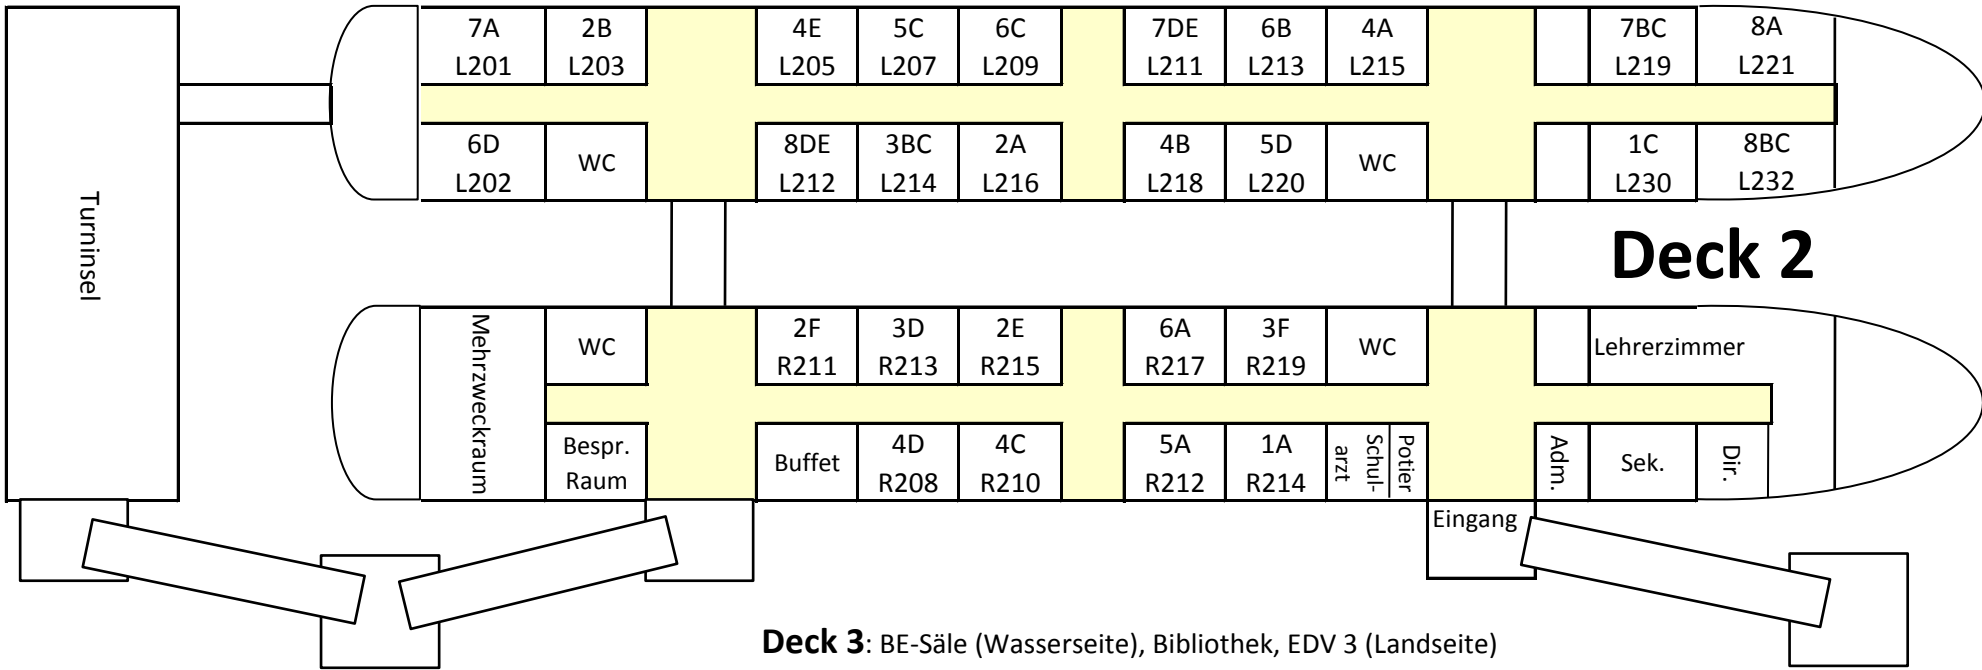 7A
L201
2B
L203
4E
L205
5C
L207
6C
L209
7DE
L211
6B
L213
4A
L215
7BC
L219
8A
L221
6D
L202
WC
8DE
L212
3BC
L214
2A
L216
4B
L218
5D
L220
WC
1C
L230
8BC
L232
Turninsel
Deck 2
Mehrzweckraum
WC
2F
R211
3D
R213
2E
R215
6A
R217
3F
R219
WC
Lehrerzimmer
Bespr.
Raum
Buffet
4D
R208
4C
R210
5A
R212
1A
R214
Schul-
arzt
Potier
Adm.
Sek.
Dir.
Eingang
Deck 3: BE-Säle (Wasserseite), Bibliothek, EDV 3 (Landseite)